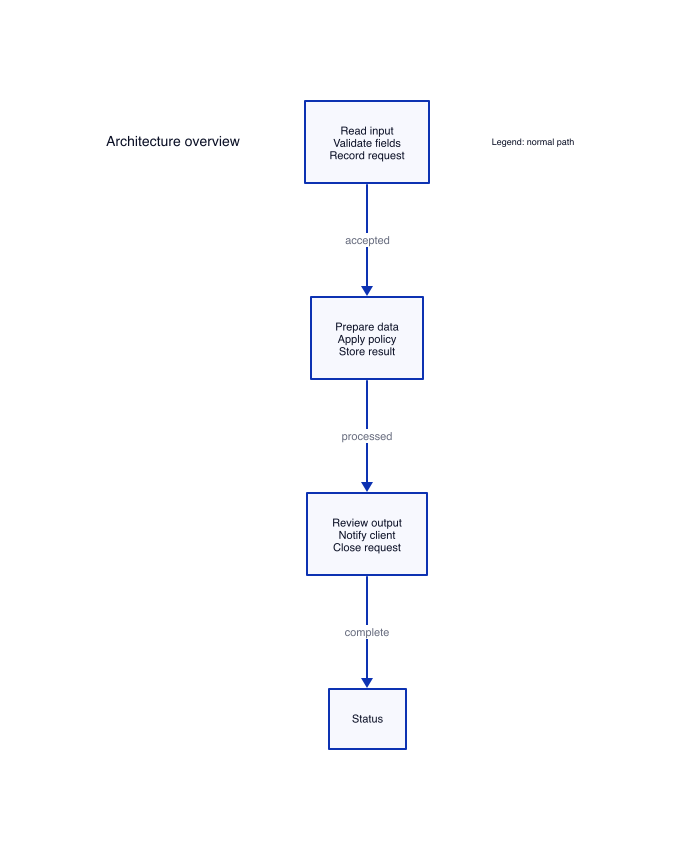 Architecture overview
Read input
Validate fields
Record request
Legend: normal path
accepted
Prepare data
Apply policy
Store result
processed
Review output
Notify client
Close request
complete
Status